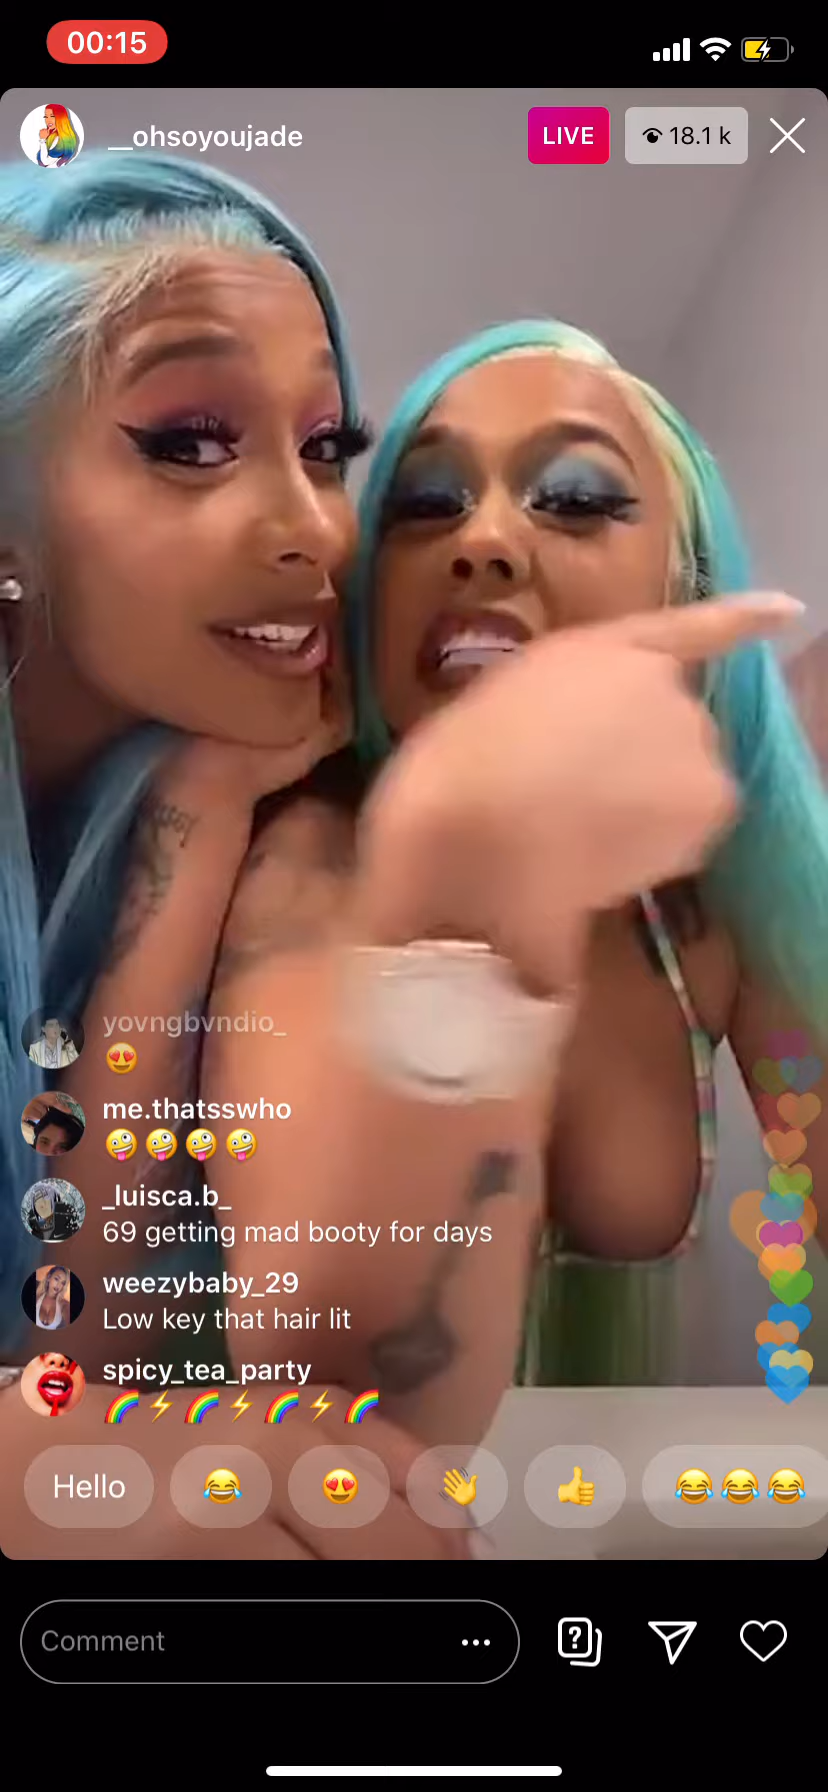 00:15
__ohsoyoujade
LIVE
18.1 k
yovngbvndio_
😍
me.thatsswho
🤪🤪🤪🤪
_luisca.b_
69 getting mad booty for days
weezybaby_29
Low key that hair lit
spicy_tea_party
🌈⚡🌈⚡🌈⚡🌈
Hello 😂 😍 👋 👍 😂😂😂
Comment